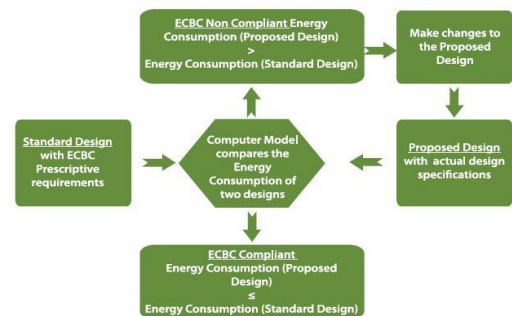 ECBC Non Compliant Energy
Consumption (Proposed Design)
>
Energy Consumption (Standard Design)
Make changes to
the Proposed
Design
Standard Design
with ECBC
Prescriptive
requirements
Computer Model
compares the
Energy
Consumption of
two designs
Proposed Design
with actual design
specifications
ECBC Compliant
Energy Consumption (Proposed
Design)
≤
Energy Consumption (Standard Design)